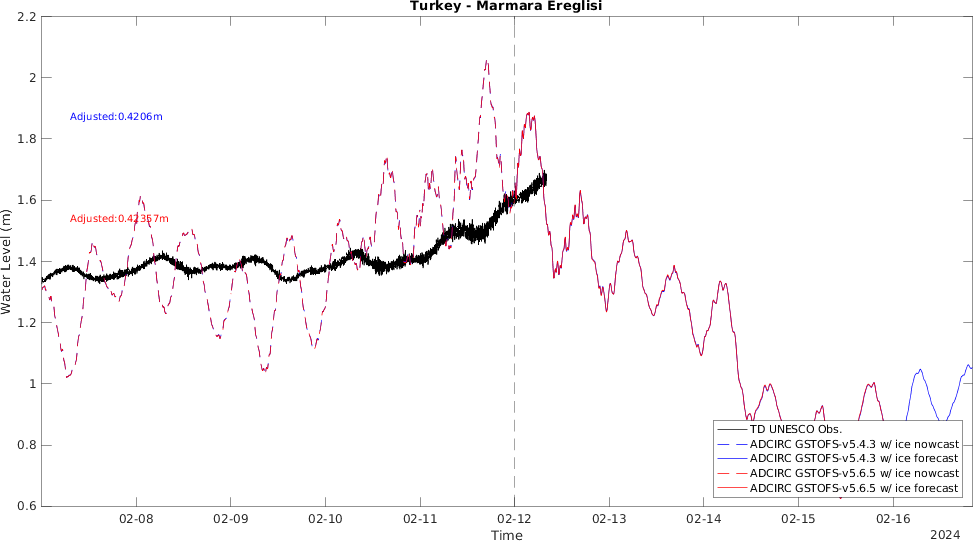 Turkey - Marmara Ereglisi
2.2
2
1.8
1.6
1.4
1.2
1
0.8
0.6
Water Level (m)
Adjusted:0.4206m
Adjusted:0.42357m
TD UNESCO Obs.
ADCIRC GSTOFS-v5.4.3 w/ ice nowcast
ADCIRC GSTOFS-v5.4.3 w/ ice forecast
ADCIRC GSTOFS-v5.6.5 w/ ice nowcast
ADCIRC GSTOFS-v5.6.5 w/ ice forecast
02-08 02-09 02-10 02-11 02-12 02-13 02-14 02-15 02-16
Time
2024